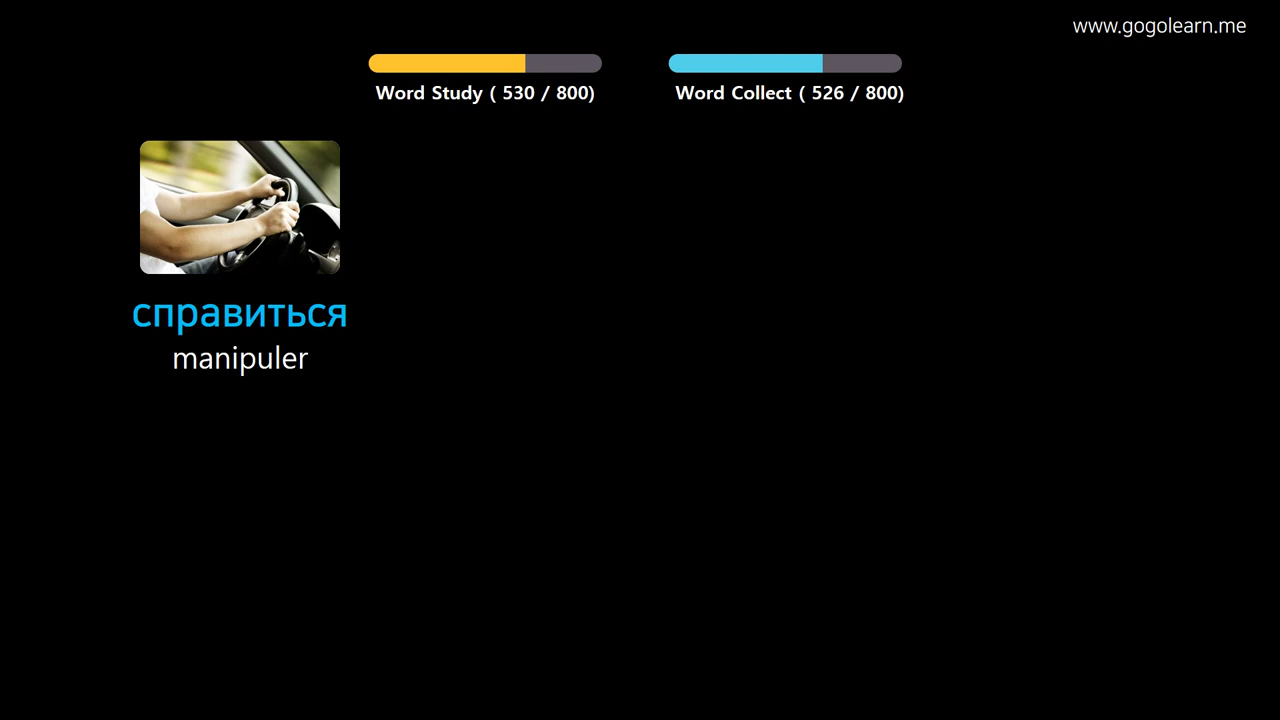 www.gogolearn.me
Word Study ( 530 / 800)
Word Collect ( 526 / 800)
справиться
manipuler